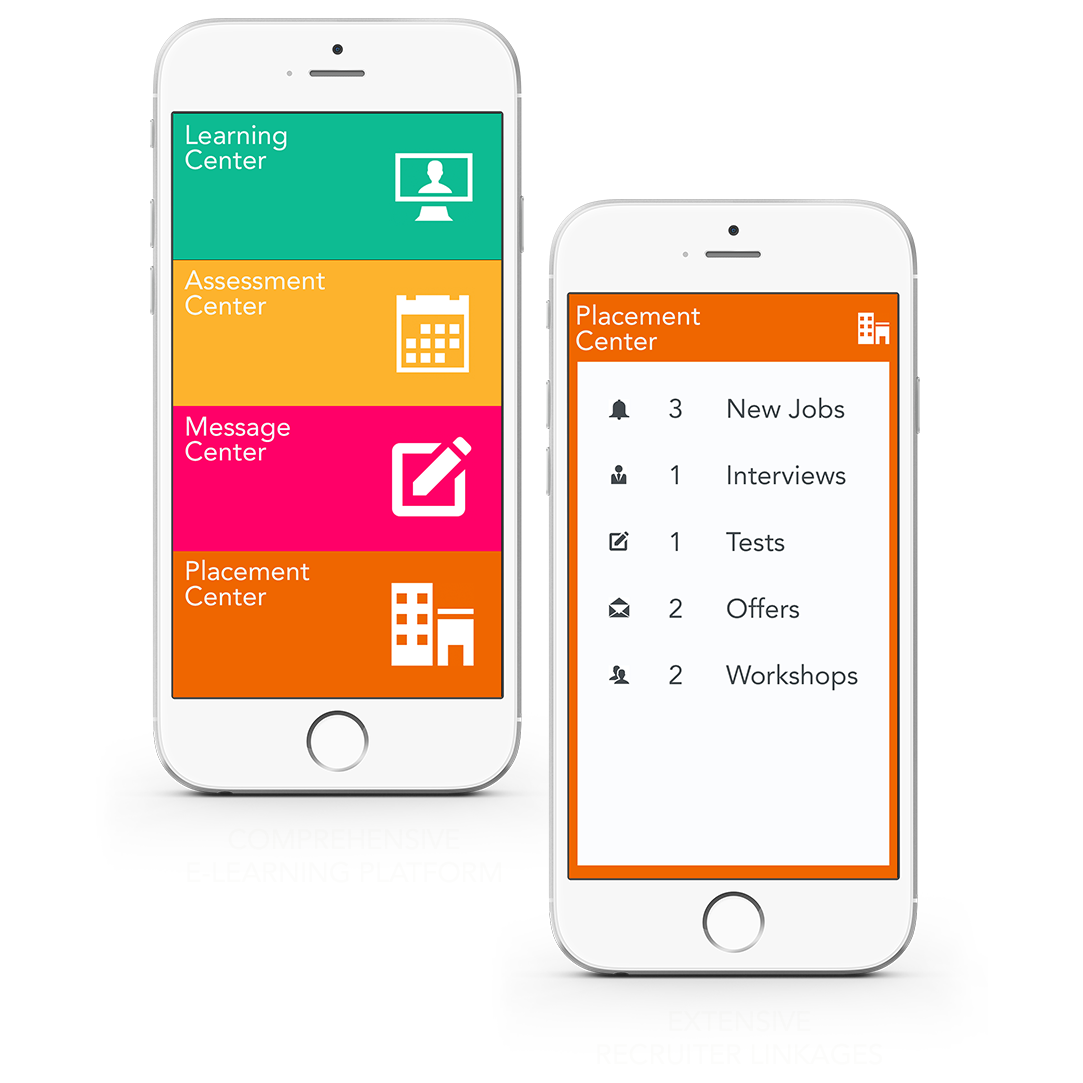 Learning
Center
Assessment
Center
Message
Center
Placement
Center
COMPREHENSIVE
E-LEARNING PLATFORM
Placement
Center
3 New Jobs
1 Interviews
1 Tests
2 Offers
2 Workshops
EXTENSIVE
RECRUITER LINKAGES